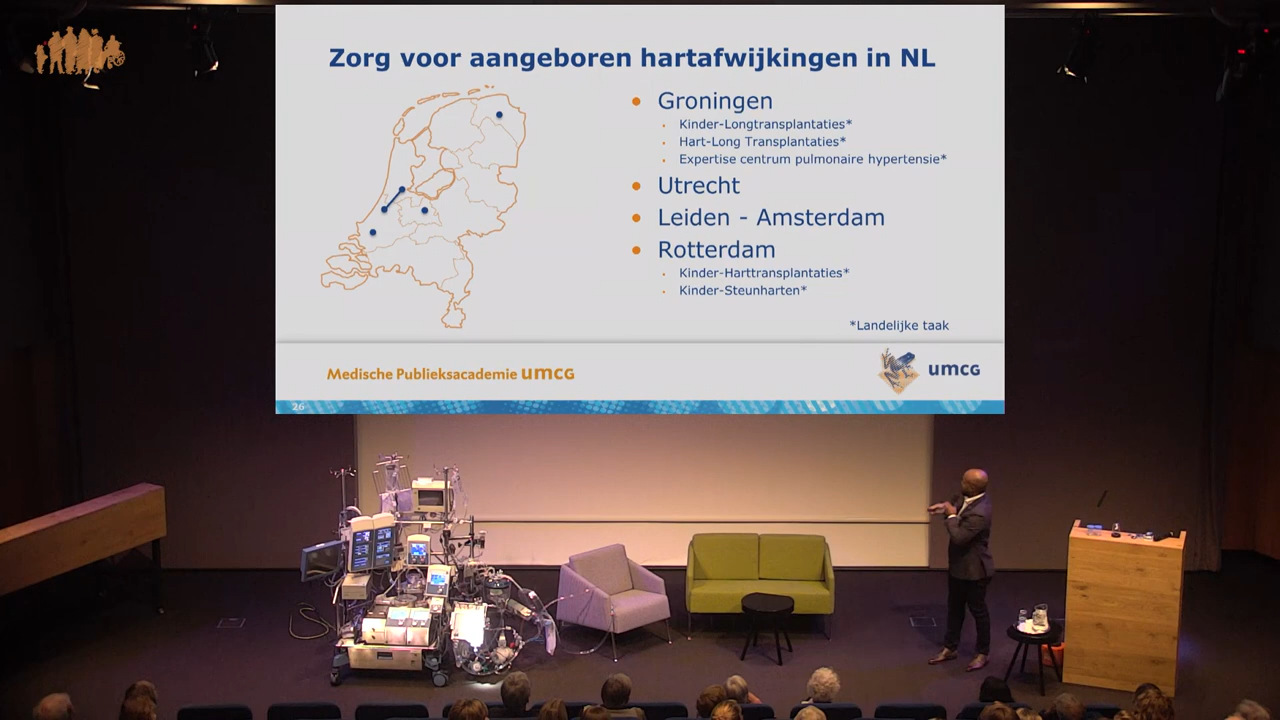 Zorg voor aangeboren hartafwijkingen in NL
Groningen
Kinder-Longtransplantaties*
Hart-Long Transplantaties*
Expertise centrum pulmonaire hypertensie*
Utrecht
Leiden - Amsterdam
Rotterdam
Kinder-Harttransplantaties*
Kinder-Steunharten*
*Landelijke taak
Medische Publieksacademie umcg
umcg
26